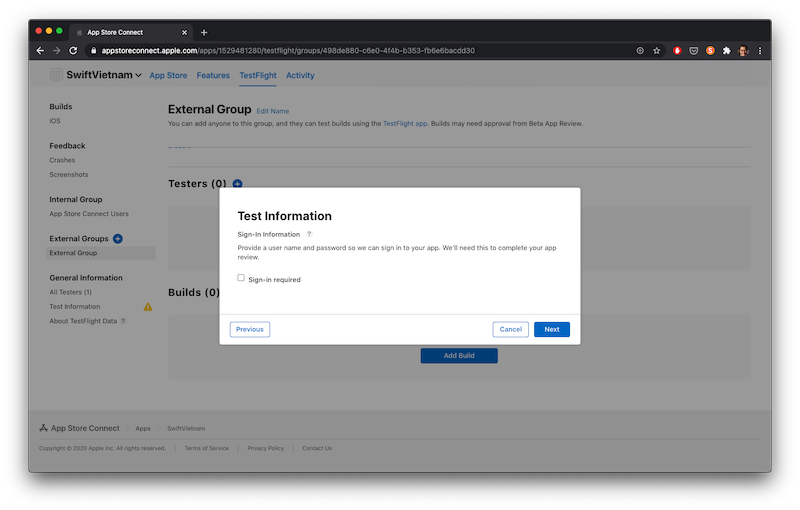 App Store Connect
appstoreconnect.apple.com/apps/1529481280/testflight/groups/498de880-c6e0-4f4b-b353-fb6e6bacdd30
SwiftVietnam App Store Features TestFlight Activity
Builds
iOS
Feedback
Crashes
Screenshots
Internal Group
App Store Connect Users
External Groups
External Group
General Information
All Testers (1)
Test Information
About TestFlight Data ?
External Group Edit Name
You can add anyone to this group, and they can test builds using the TestFlight app. Builds may need approval from Beta App Review.
Testers (0)
Test Information
Sign-In Information ?
Provide a user name and password so we can sign in to your app. We'll need this to complete your app
review.
Sign-in required
Previous Cancel Next
Builds (0)
Add Build
App Store Connect Apps SwiftVietnam
Copyright © 2020 Apple Inc. All rights reserved. Terms of Service Privacy Policy Contact Us